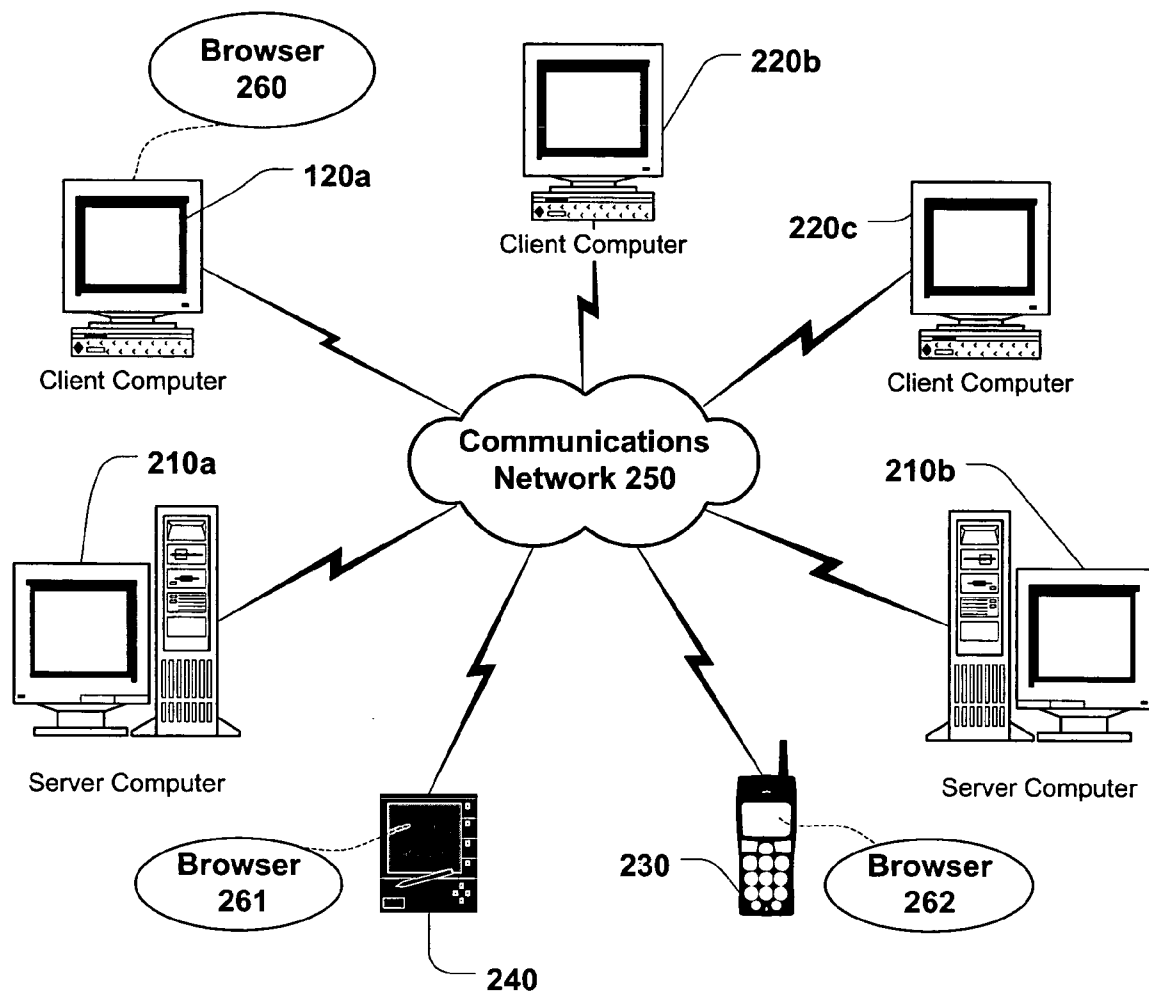 Browser
260
120a
220b
220c
Client Computer
Client Computer
Client Computer
Communications
Network 250
210a
210b
Server Computer
Server Computer
Browser
261
240
230
Browser
262